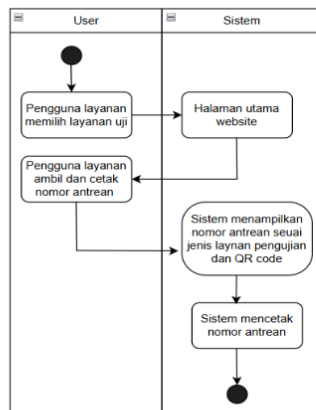 User
Sistem
Pengguna layanan
memilih layanan uji
Halaman utama
website
Pengguna layanan
ambil dan cetak
nomor antrean
Sistem menampilkan
nomor antrean seuai
jenis laynan pengujian
dan QR code
Sistem mencetak
nomor antrean